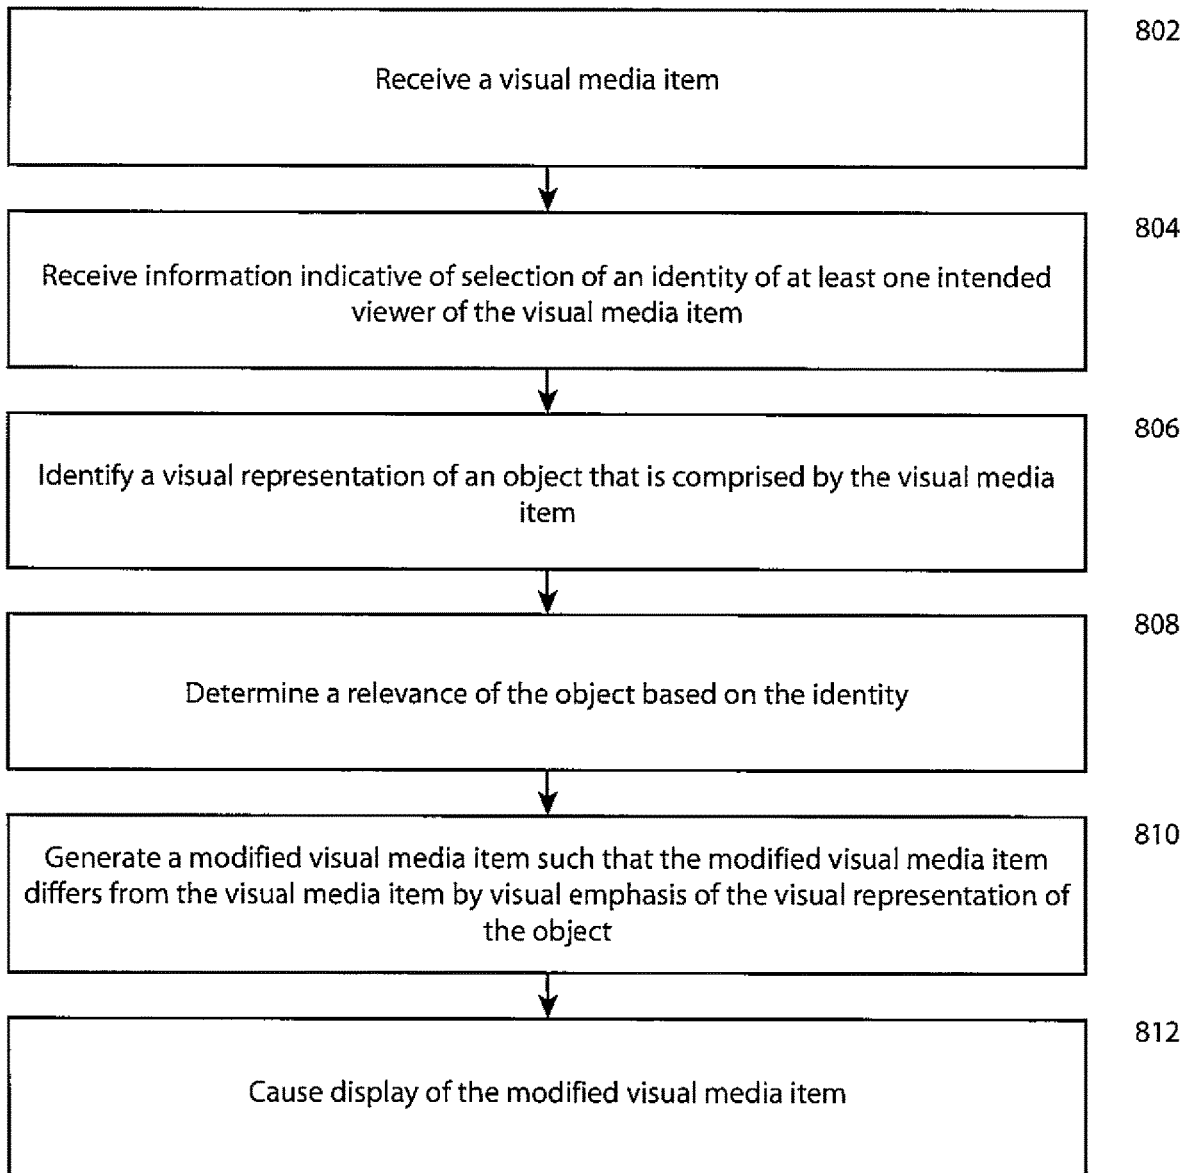 802
Receive a visual media item
804
Receive information indicative of selection of an identity of at least one intended
viewer of the visual media item
806
Identify a visual representation of an object that is comprised by the visual media
item
808
Determine a relevance of the object based on the identity
810
Generate a modified visual media item such that the modified visual media item
differs from the visual media item by visual emphasis of the visual representation of
the object
812
Cause display of the modified visual media item